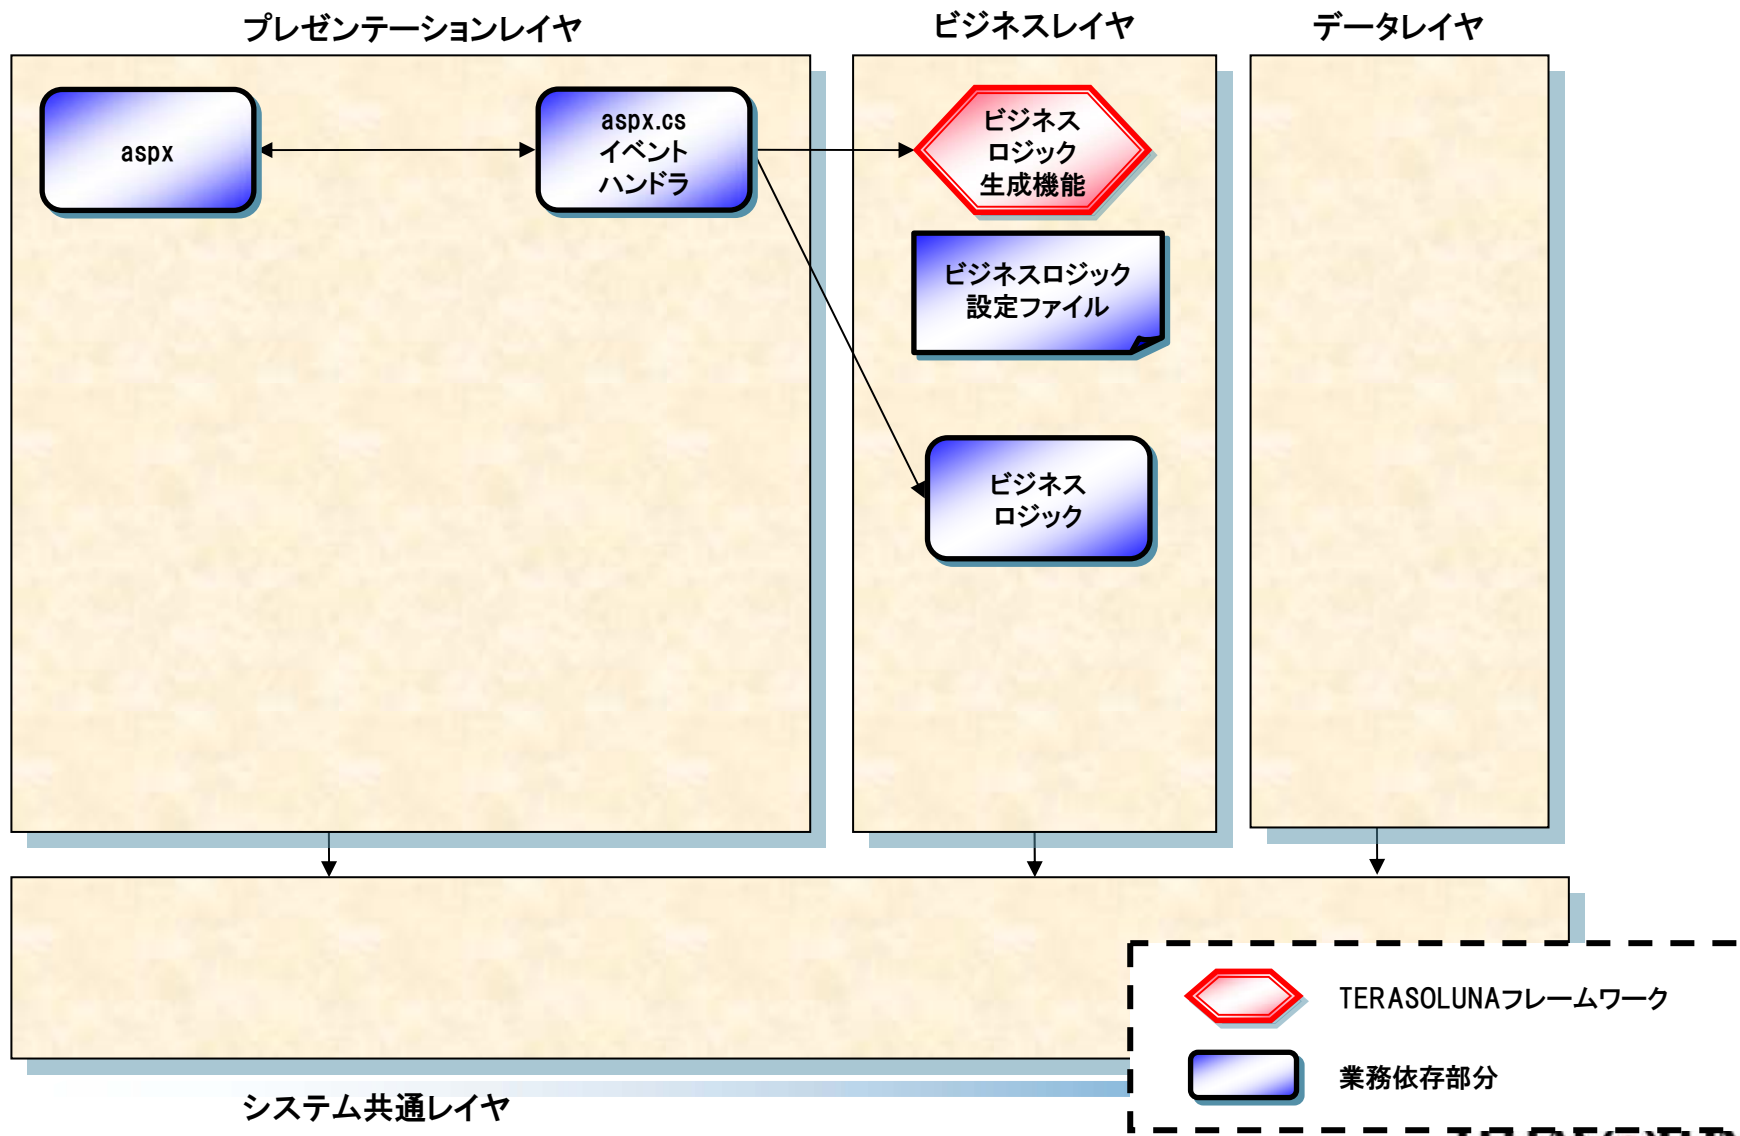 プレゼンテーションレイヤ
ビジネスレイヤ
データレイヤ
aspx
aspx.cs
イベント
ハンドラ
ビジネス
ロジック
生成機能
ビジネスロジック
設定ファイル
ビジネス
ロジック
TERASOLUNAフレームワーク
業務依存部分
システム共通レイヤ